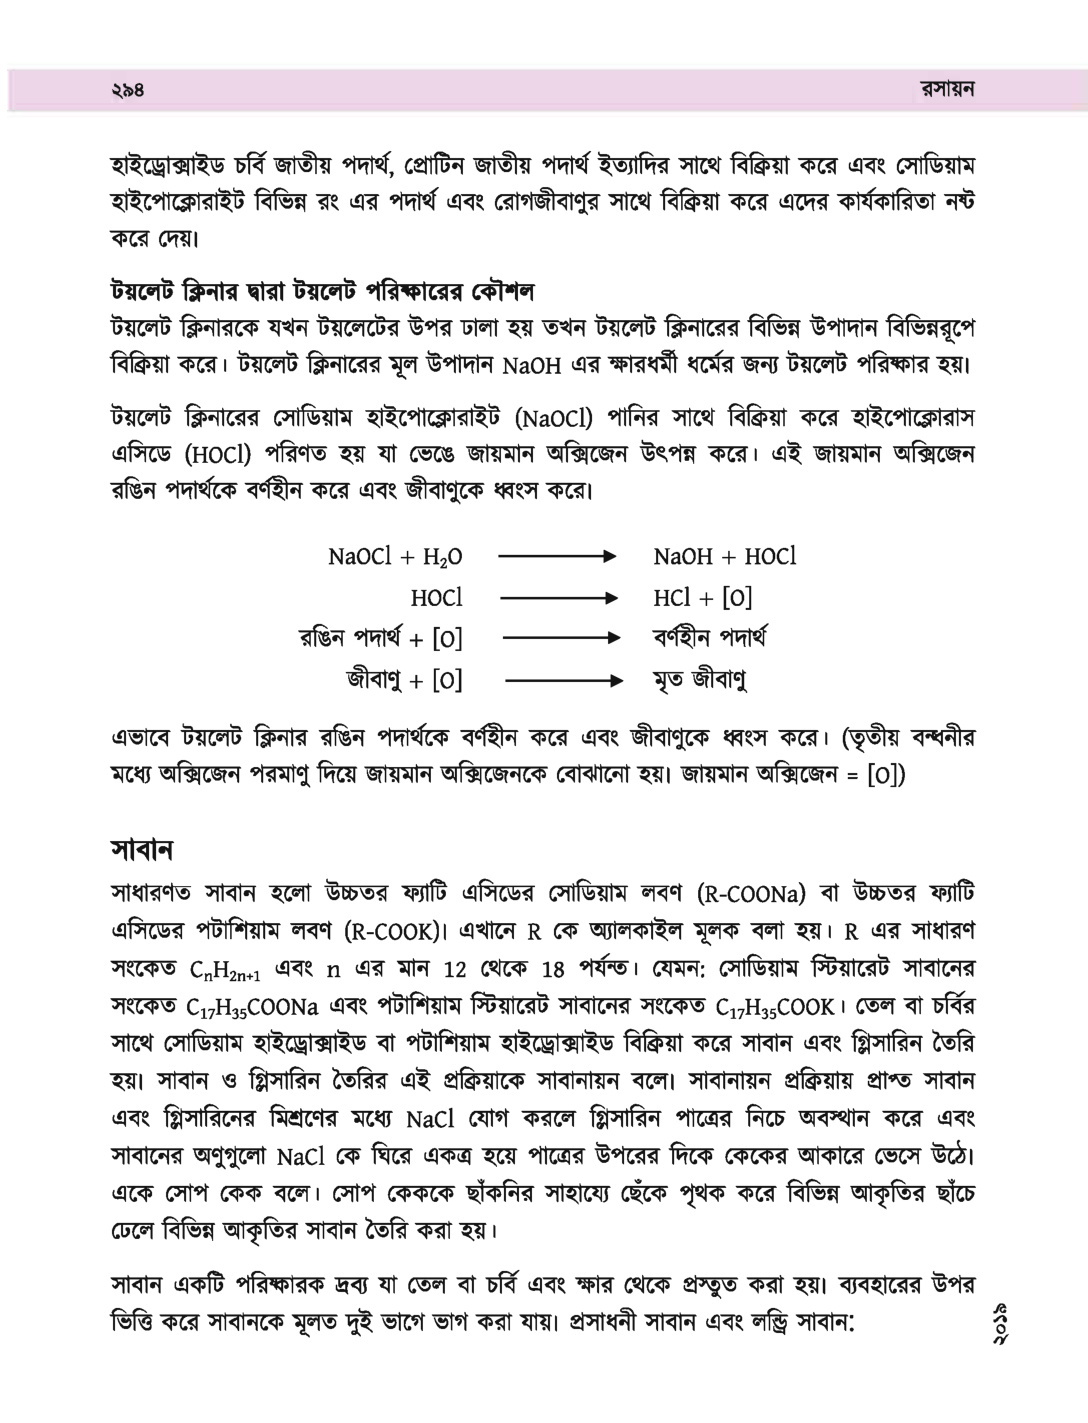 ২৯৪ রসায়ন
হাইড্রোক্সাইড চর্বি জাতীয় পদার্থ, প্রোটিন জাতীয় পদার্থ ইত্যাদির সাথে বিক্রিয়া করে এবং সোডিয়াম
হাইপোক্লোরাইট বিভিন্ন রং এর পদার্থ এবং রোগজীবাণুর সাথে বিক্রিয়া করে এদের কার্যকারিতা নষ্ট
করে দেয়।
টয়লেট ক্লিনার দ্বারা টয়লেট পরিষ্কারের কৌশল
টয়লেট ক্লিনারকে যখন টয়লেটের উপর ঢালা হয় তখন টয়লেট ক্লিনারের বিভিন্ন উপাদান বিভিন্নরূপে
বিক্রিয়া করে। টয়লেট ক্লিনারের মূল উপাদান NaOH এর ক্ষারধর্মী ধর্মের জন্য টয়লেট পরিষ্কার হয়।
টয়লেট ক্লিনারের সোডিয়াম হাইপোক্লোরাইট (NaOCl) পানির সাথে বিক্রিয়া করে হাইপোক্লোরাস
এসিডে (HOCl) পরিণত হয় যা ভেঙে জায়মান অক্সিজেন উৎপন্ন করে। এই জায়মান অক্সিজেন
রঙিন পদার্থকে বর্ণহীন করে এবং জীবাণুকে ধ্বংস করে।
NaOCl + H₂O ⟶ NaOH + HOCl
HOCl ⟶ HCl + [O]
রঙিন পদার্থ + [O] ⟶ বর্ণহীন পদার্থ
জীবাণু + [O] ⟶ মৃত জীবাণু
এভাবে টয়লেট ক্লিনার রঙিন পদার্থকে বর্ণহীন করে এবং জীবাণুকে ধ্বংস করে। (তৃতীয় বন্ধনীর
মধ্যে অক্সিজেন পরমাণু দিয়ে জায়মান অক্সিজেনকে বোঝানো হয়। জায়মান অক্সিজেন = [O])
সাবান
সাধারণত সাবান হলো উচ্চতর ফ্যাটি এসিডের সোডিয়াম লবণ (R-COONa) বা উচ্চতর ফ্যাটি
এসিডের পটাশিয়াম লবণ (R-COOK)। এখানে R কে অ্যালকাইল মূলক বলা হয়। R এর সাধারণ
সংকেত CₙH₂ₙ₊₁ এবং n এর মান 12 থেকে 18 পর্যন্ত। যেমন: সোডিয়াম স্টিয়ারেট সাবানের
সংকেত C₁₇H₃₅COONa এবং পটাশিয়াম স্টিয়ারেট সাবানের সংকেত C₁₇H₃₅COOK। তেল বা চর্বির
সাথে সোডিয়াম হাইড্রোক্সাইড বা পটাশিয়াম হাইড্রোক্সাইড বিক্রিয়া করে সাবান এবং গ্লিসারিন তৈরি
হয়। সাবান ও গ্লিসারিন তৈরির এই প্রক্রিয়াকে সাবানায়ন বলে। সাবানায়ন প্রক্রিয়ায় প্রাপ্ত সাবান
এবং গ্লিসারিনের মিশ্রণের মধ্যে NaCl যোগ করলে গ্লিসারিন পাত্রের নিচে অবস্থান করে এবং
সাবানের অণুগুলো NaCl কে ঘিরে একত্র হয়ে পাত্রের উপরের দিকে কেকের আকারে ভেসে উঠে।
একে সোপ কেক বলে। সোপ কেককে ছাঁকনির সাহায্যে ছেঁকে পৃথক করে বিভিন্ন আকৃতির ছাঁচে
ঢেলে বিভিন্ন আকৃতির সাবান তৈরি করা হয়।
সাবান একটি পরিষ্কারক দ্রব্য যা তেল বা চর্বি এবং ক্ষার থেকে প্রস্তুত করা হয়। ব্যবহারের উপর
ভিত্তি করে সাবানকে মূলত দুই ভাগে ভাগ করা যায়। প্রসাধনী সাবান এবং লন্ড্রি সাবান:
২০১৯